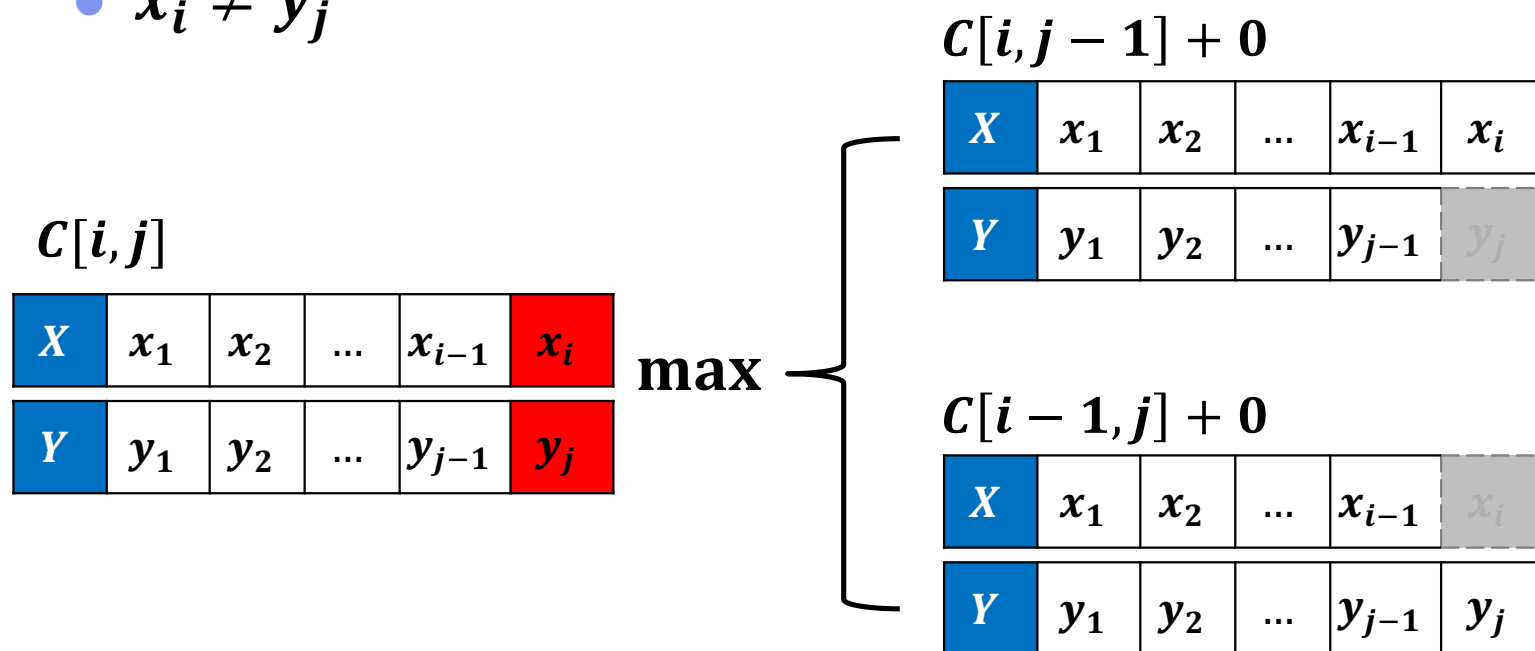 • xᵢ ≠ yⱼ
C[i, j]
X x₁ x₂ ... xᵢ₋₁ xᵢ
Y y₁ y₂ ... yⱼ₋₁ yⱼ
max
C[i, j − 1] + 0
X x₁ x₂ ... xᵢ₋₁ xᵢ
Y y₁ y₂ ... yⱼ₋₁ yⱼ
C[i − 1, j] + 0
X x₁ x₂ ... xᵢ₋₁ xᵢ
Y y₁ y₂ ... yⱼ₋₁ yⱼ